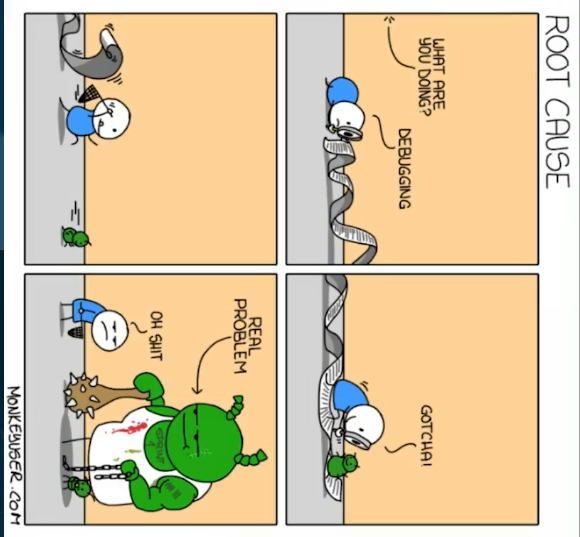 ROOT CAUSE
WHAT ARE
YOU DOING?
DEBUGGING
GOTCHA!
REAL
PROBLEM
OH SHIT
MONKEYUSER.COM